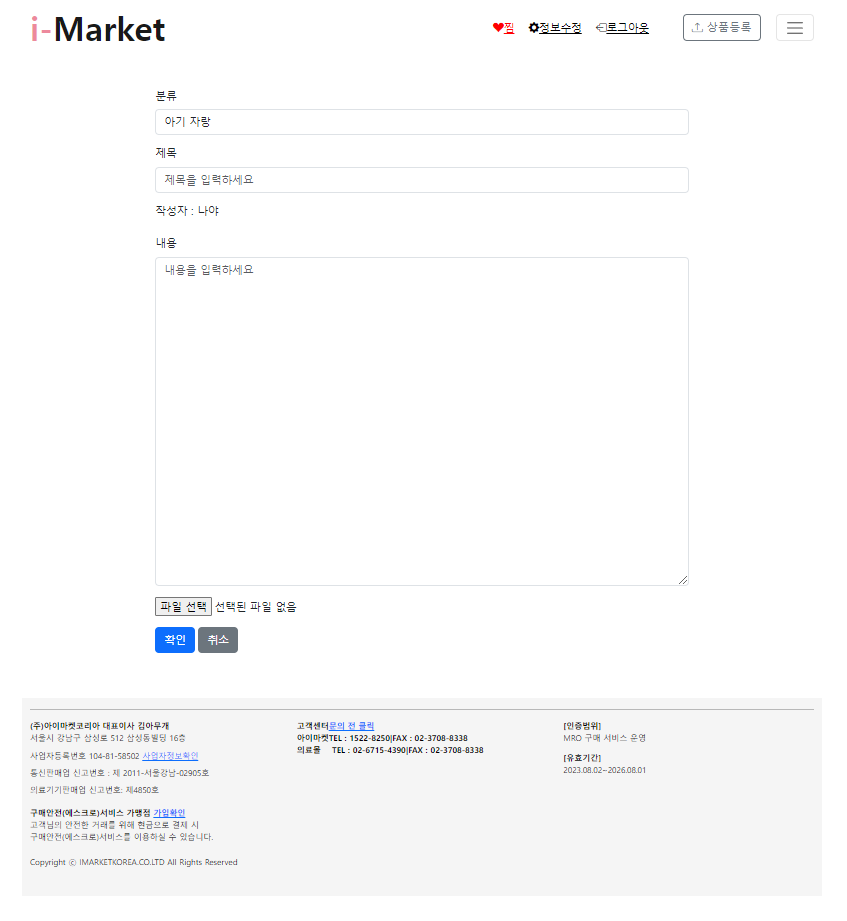 i-Market
찜 정보수정 로그아웃 상품등록
분류
아기 자랑
제목
제목을 입력하세요
작성자 : 나야
내용
내용을 입력하세요
파일 선택 선택된 파일 없음
확인 취소
(주)아이마켓코리아 대표이사 김아무개
서울시 강남구 삼성로 512 삼성동빌딩 16층
사업자등록번호 104-81-58502 사업자정보확인
통신판매업 신고번호 : 제 2011-서울강남-02905호
의료기기판매업 신고번호: 제4850호
구매안전(에스크로)서비스 가맹점 가입확인
고객님의 안전한 거래를 위해 현금으로 결제 시
구매안전(에스크로)서비스를 이용하실 수 있습니다.
Copyright ⓒ IMARKETKOREA.CO.LTD All Rights Reserved
고객센터문의 전 클릭
아이마켓TEL : 1522-8250|FAX : 02-3708-8338
의료몰 TEL : 02-6715-4390|FAX : 02-3708-8338
[인증범위]
MRO 구매 서비스 운영
[유효기간]
2023.08.02~2026.08.01